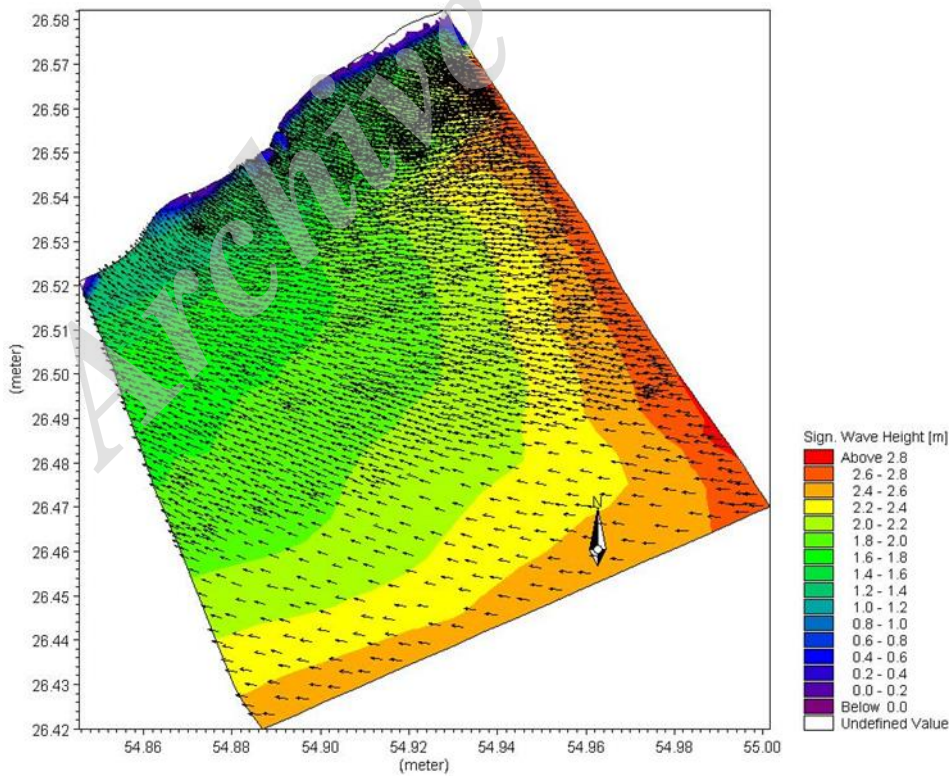 26.58
26.57
26.56
26.55
26.54
26.53
26.52
26.51
26.50
26.49
26.48
26.47
26.46
26.45
26.44
26.43
26.42
(meter)
54.86
54.88
54.90
54.92
54.94
54.96
54.98
55.00
(meter)
N
Archive
Sign. Wave Height [m]
Above 2.8
2.6 - 2.8
2.4 - 2.6
2.2 - 2.4
2.0 - 2.2
1.8 - 2.0
1.6 - 1.8
1.4 - 1.6
1.2 - 1.4
1.0 - 1.2
0.8 - 1.0
0.6 - 0.8
0.4 - 0.6
0.2 - 0.4
0.0 - 0.2
Below 0.0
Undefined Value